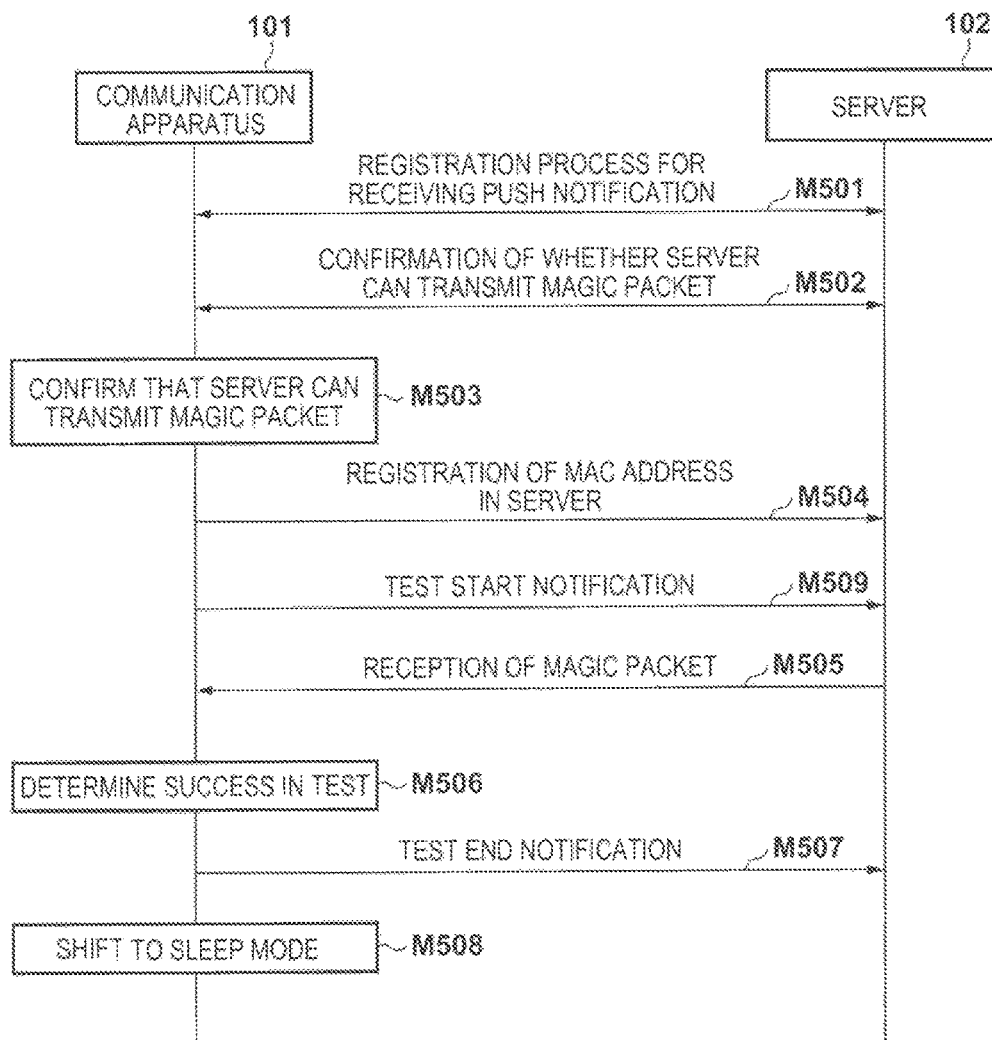 101
102
COMMUNICATION
APPARATUS
SERVER
REGISTRATION PROCESS FOR
RECEIVING PUSH NOTIFICATION
M501
CONFIRMATION OF WHETHER SERVER
CAN TRANSMIT MAGIC PACKET
M502
CONFIRM THAT SERVER CAN
TRANSMIT MAGIC PACKET
M503
REGISTRATION OF MAC ADDRESS
IN SERVER
M504
TEST START NOTIFICATION
M509
RECEPTION OF MAGIC PACKET
M505
DETERMINE SUCCESS IN TEST
M506
TEST END NOTIFICATION
M507
SHIFT TO SLEEP MODE
M508